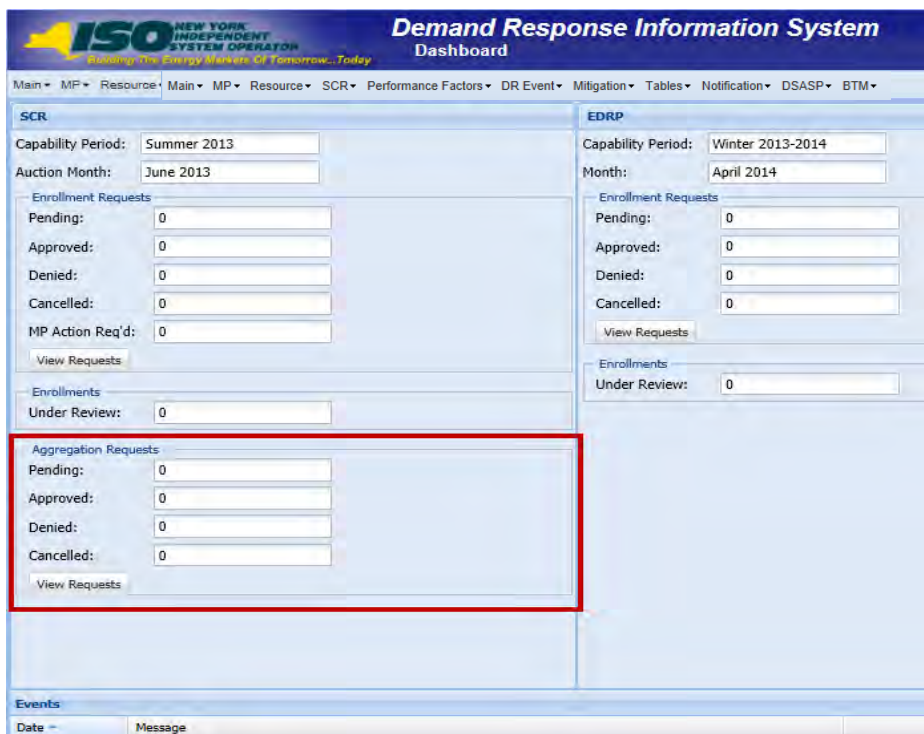 ISO NEW YORK
INDEPENDENT
SYSTEM OPERATOR
Building The Energy Markets Of Tomorrow...Today
Demand Response Information System
Dashboard
Main MP Resource Main MP Resource SCR Performance Factors DR Event Mitigation Tables Notification DSASP BTM
SCR
Capability Period: Summer 2013
Auction Month: June 2013
Enrollment Requests
Pending: 0
Approved: 0
Denied: 0
Cancelled: 0
MP Action Req'd: 0
View Requests
Enrollments
Under Review: 0
Aggregation Requests
Pending: 0
Approved: 0
Denied: 0
Cancelled: 0
View Requests
EDRP
Capability Period: Winter 2013-2014
Month: April 2014
Enrollment Requests
Pending: 0
Approved: 0
Denied: 0
Cancelled: 0
View Requests
Enrollments
Under Review: 0
Events
Date Message